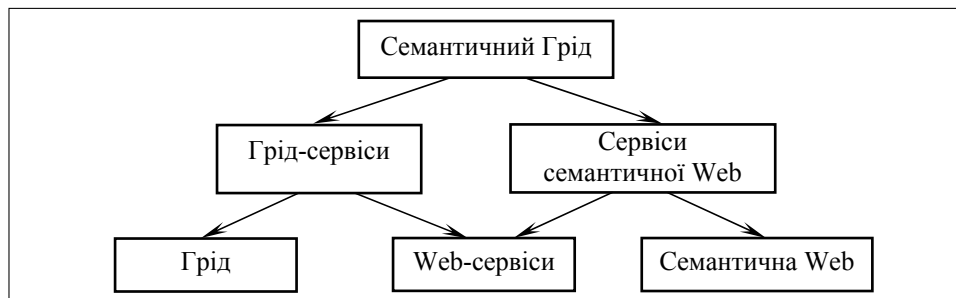 Семантичний Грід
Грід-сервіси
Сервіси
семантичної Web
Грід
Web-сервіси
Семантична Web